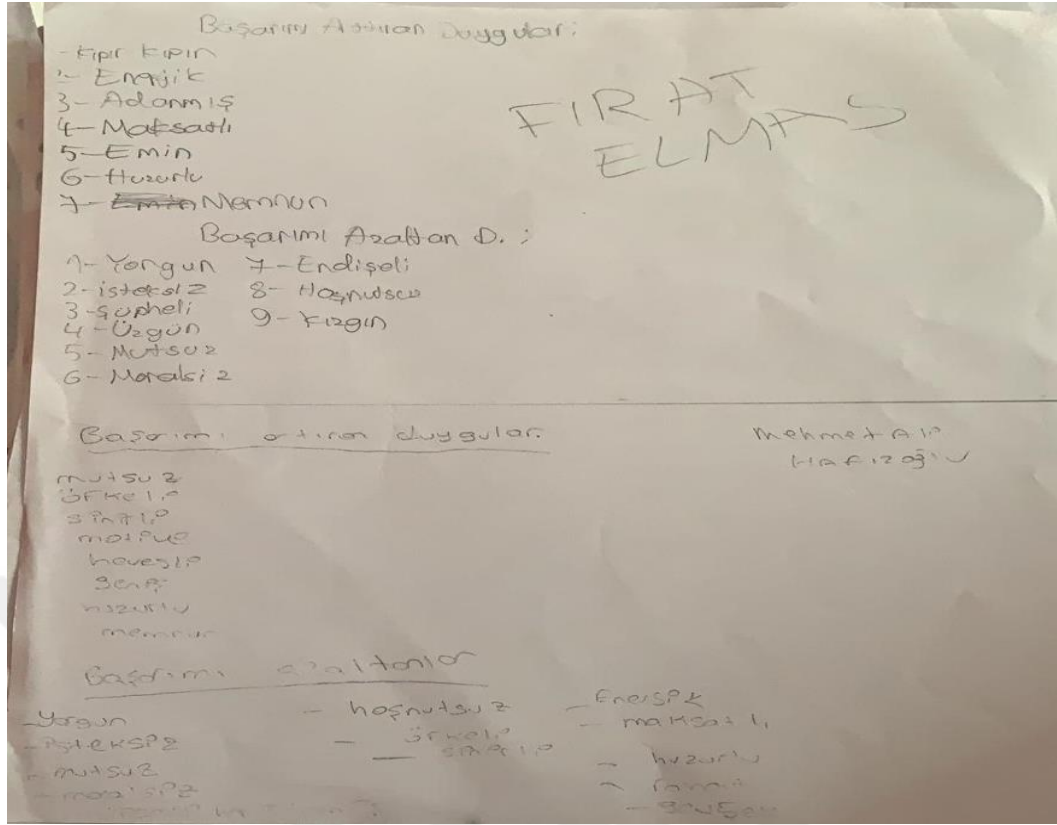 Başarımı Attıran Duygular:
- Kıpır Kıpır
2- Enerjik
3- Adanmış
4- Maksatlı
5- Emin
6- Huzurlu
7- Memnun
FIRAT
ELMAS
Başarımı Azaltan D. :
1- Yorgun
2- isteksiz
3- şüpheli
4- Üzgün
5- Mutsuz
6- Moralsiz
7- Endişeli
8- Hoşnutsuz
9- Kızgın
Başarımı artıran duygular.
mehmet Alp
HAFızoğlu
mutsuz
öfkeli
sinirli
motive
hevesli
huzurlu
memnun
Başarımı azaltanlar
- Yorgun
- isteksiz
- mutsuz
- moralsiz
- hoşnutsuz
- öfkeli
- sinirli
- Enerjik
- maksatlı
- huzurlu